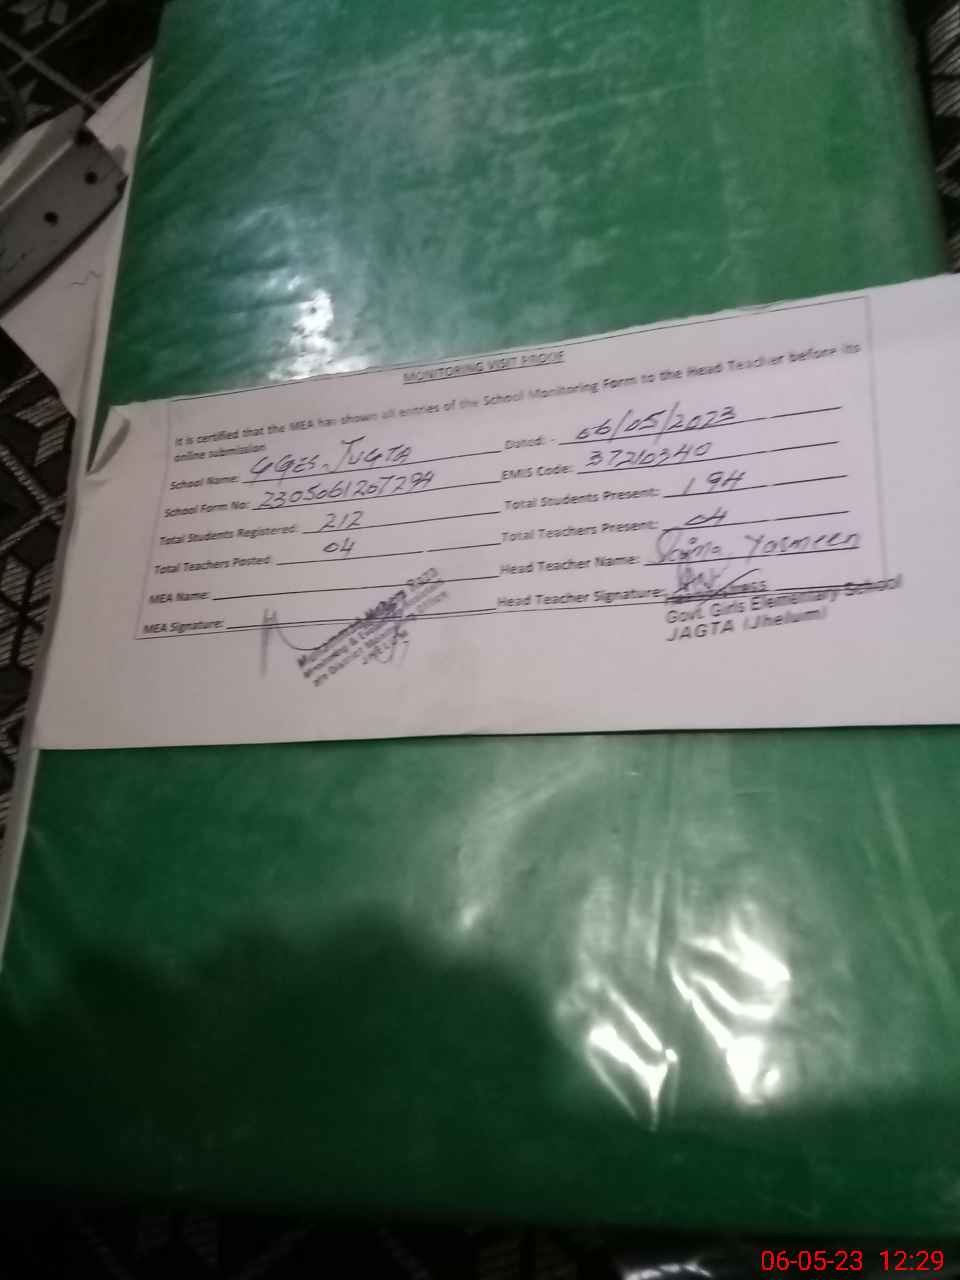 MONITORING VISIT PROOF
It is certified that the MEA has shown all entries of the School Monitoring Form to the Head Teacher before its
online submission
School Name: GGES. JUGTA Dated: - 06/05/2023
School Form No: 2305061207294 EMIS Code: 37210340
Total Students Registered: 212 Total Students Present: 194
Total Teachers Posted: 04 Total Teachers Present: 04
MEA Name: Head Teacher Name: Yasmeen
MEA Signature: Head Teacher Signature:
Govt. Girls Elementary School
JAGTA (Jhelum)
Monitoring &
District
JHELUM
06-05-23 12:29